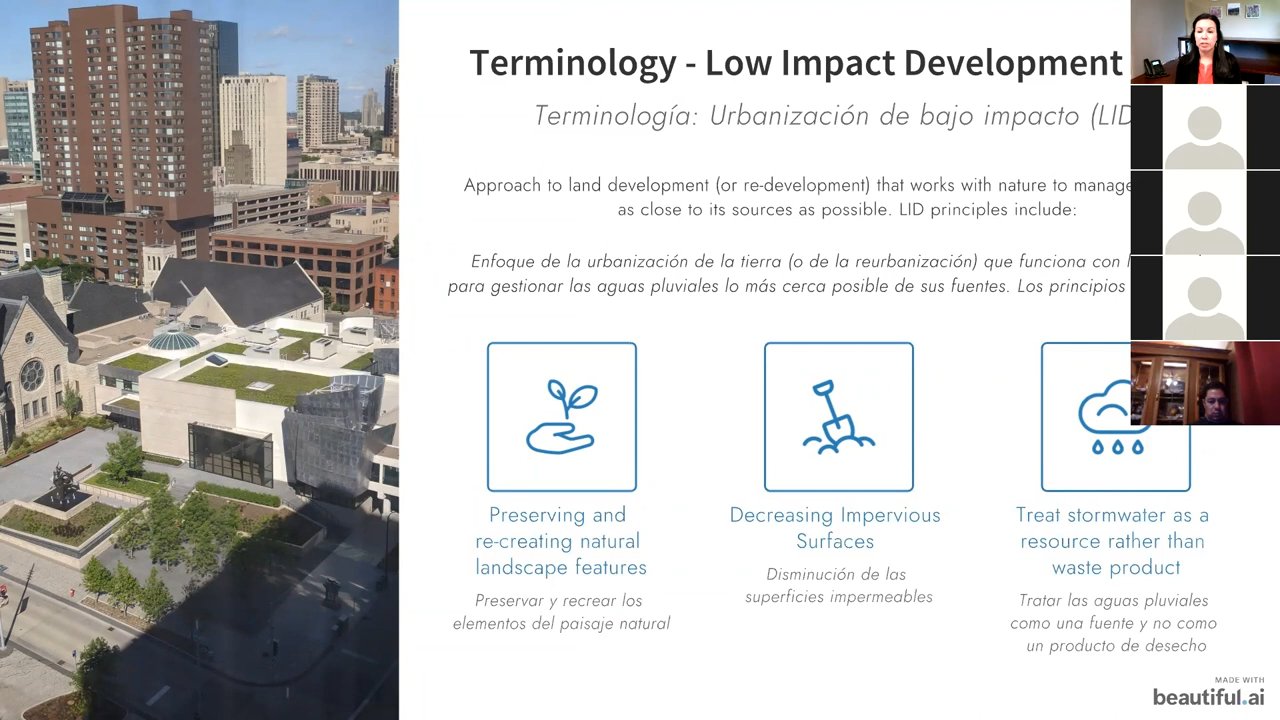 Terminology - Low Impact Development
Terminología: Urbanización de bajo impacto (LID
Approach to land development (or re-development) that works with nature to manage
as close to its sources as possible. LID principles include:
Enfoque de la urbanización de la tierra (o de la reurbanización) que funciona con
para gestionar las aguas pluviales lo más cerca posible de sus fuentes. Los principios
Preserving and
re-creating natural
landscape features
Preservar y recrear los
elementos del paisaje natural
Decreasing Impervious
Surfaces
Disminución de las
superficies impermeables
Treat stormwater as a
resource rather than
waste product
Tratar las aguas pluviales
como una fuente y no como
un producto de desecho
MADE WITH
beautiful.ai